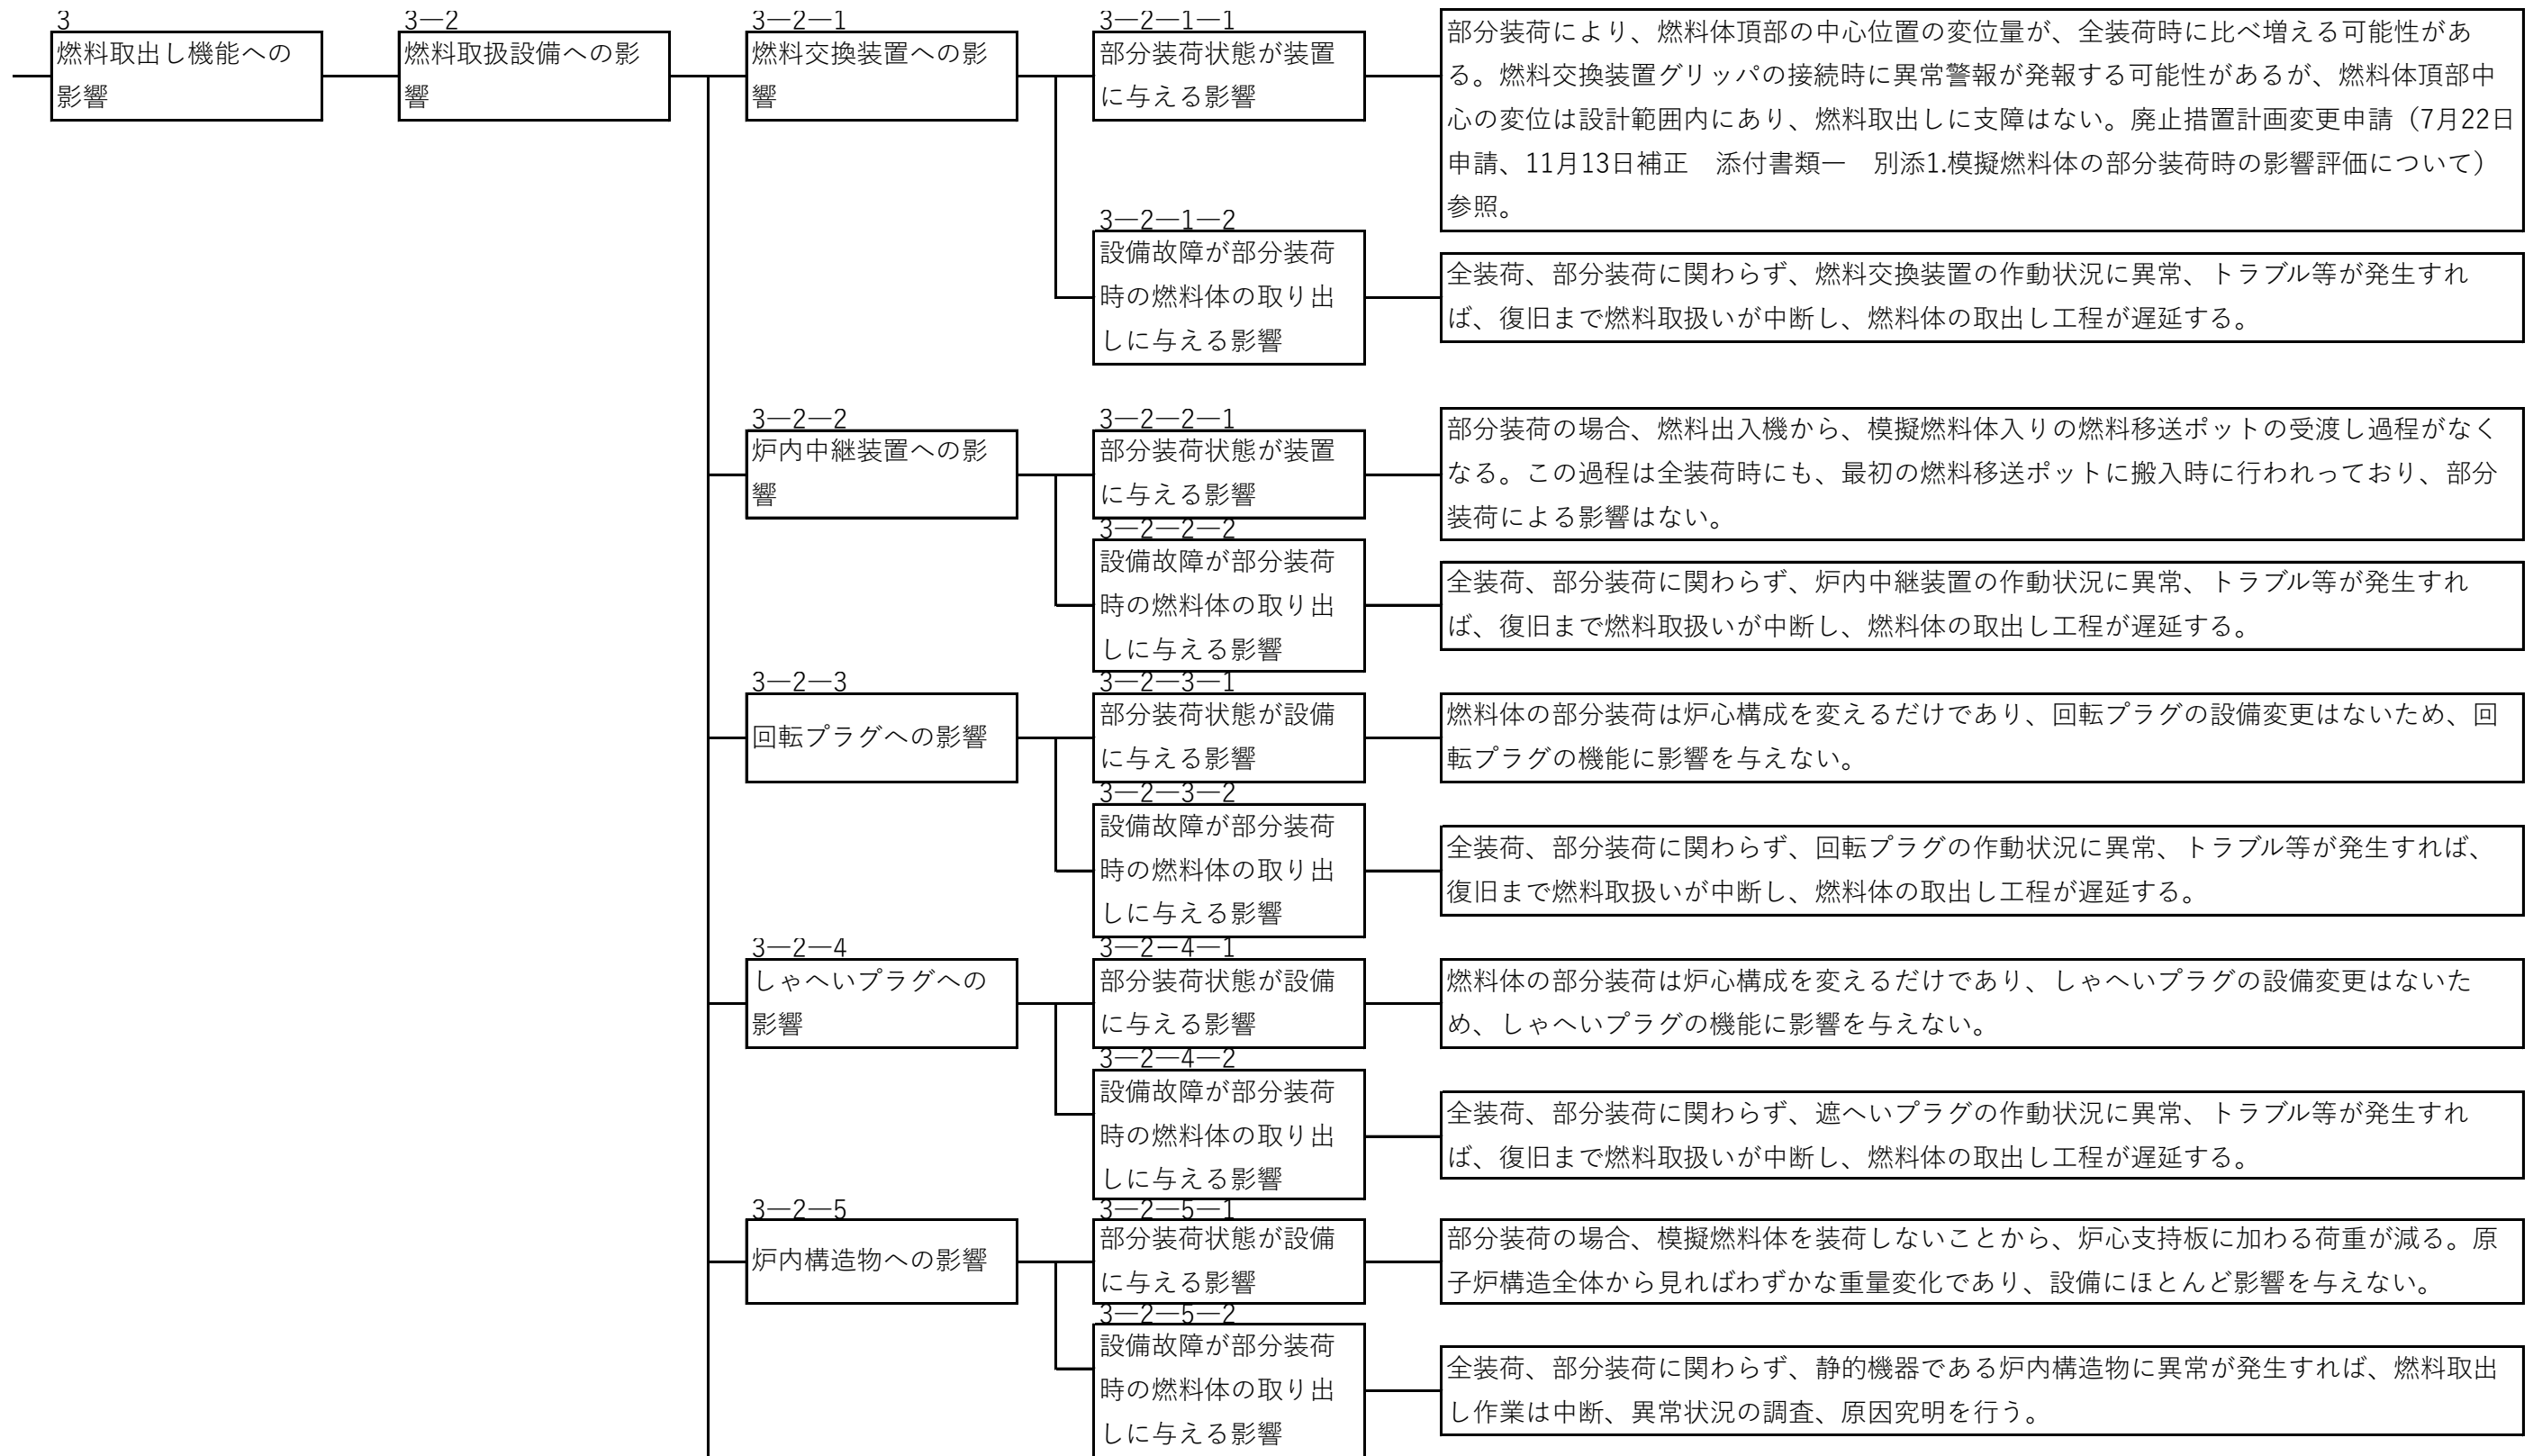 3
燃料取出し機能への
影響
3—2
燃料取扱設備への影
響
3—2—1
燃料交換装置への影
響
3—2—1—1
部分装荷状態が装置
に与える影響
部分装荷により、燃料体頂部の中心位置の変位量が、全装荷時に比べ増える可能性があ
る。燃料交換装置グリッパの接続時に異常警報が発報する可能性があるが、燃料体頂部中
心の変位は設計範囲内にあり、燃料取出しに支障はない。廃止措置計画変更申請（7月22日
申請、11月13日補正　添付書類一　別添1.模擬燃料体の部分装荷時の影響評価について）
参照。
3—2—1—2
設備故障が部分装荷
時の燃料体の取り出
しに与える影響
全装荷、部分装荷に関わらず、燃料交換装置の作動状況に異常、トラブル等が発生すれ
ば、復旧まで燃料取扱いが中断し、燃料体の取出し工程が遅延する。
3—2—2
炉内中継装置への影
響
3—2—2—1
部分装荷状態が装置
に与える影響
部分装荷の場合、燃料出入機から、模擬燃料体入りの燃料移送ポットの受渡し過程がなく
なる。この過程は全装荷時にも、最初の燃料移送ポットに搬入時に行われっており、部分
装荷による影響はない。
3—2—2—2
設備故障が部分装荷
時の燃料体の取り出
しに与える影響
全装荷、部分装荷に関わらず、炉内中継装置の作動状況に異常、トラブル等が発生すれ
ば、復旧まで燃料取扱いが中断し、燃料体の取出し工程が遅延する。
3—2—3
回転プラグへの影響
3—2—3—1
部分装荷状態が設備
に与える影響
燃料体の部分装荷は炉心構成を変えるだけであり、回転プラグの設備変更はないため、回
転プラグの機能に影響を与えない。
3—2—3—2
設備故障が部分装荷
時の燃料体の取り出
しに与える影響
全装荷、部分装荷に関わらず、回転プラグの作動状況に異常、トラブル等が発生すれば、
復旧まで燃料取扱いが中断し、燃料体の取出し工程が遅延する。
3—2—4
しゃへいプラグへの
影響
3—2—4—1
部分装荷状態が設備
に与える影響
燃料体の部分装荷は炉心構成を変えるだけであり、しゃへいプラグの設備変更はないた
め、しゃへいプラグの機能に影響を与えない。
3—2—4—2
設備故障が部分装荷
時の燃料体の取り出
しに与える影響
全装荷、部分装荷に関わらず、遮へいプラグの作動状況に異常、トラブル等が発生すれ
ば、復旧まで燃料取扱いが中断し、燃料体の取出し工程が遅延する。
3—2—5
炉内構造物への影響
3—2—5—1
部分装荷状態が設備
に与える影響
部分装荷の場合、模擬燃料体を装荷しないことから、炉心支持板に加わる荷重が減る。原
子炉構造全体から見ればわずかな重量変化であり、設備にほとんど影響を与えない。
3—2—5—2
設備故障が部分装荷
時の燃料体の取り出
しに与える影響
全装荷、部分装荷に関わらず、静的機器である炉内構造物に異常が発生すれば、燃料取出
し作業は中断、異常状況の調査、原因究明を行う。